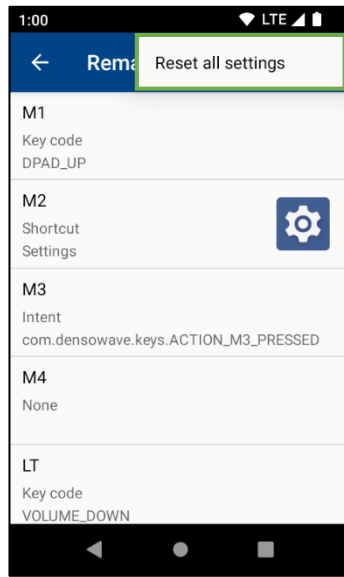 1:00 LTE
Rema Reset all settings
M1
Key code
DPAD_UP
M2
Shortcut
Settings
M3
Intent
com.densowave.keys.ACTION_M3_PRESSED
M4
None
LT
Key code
VOLUME_DOWN